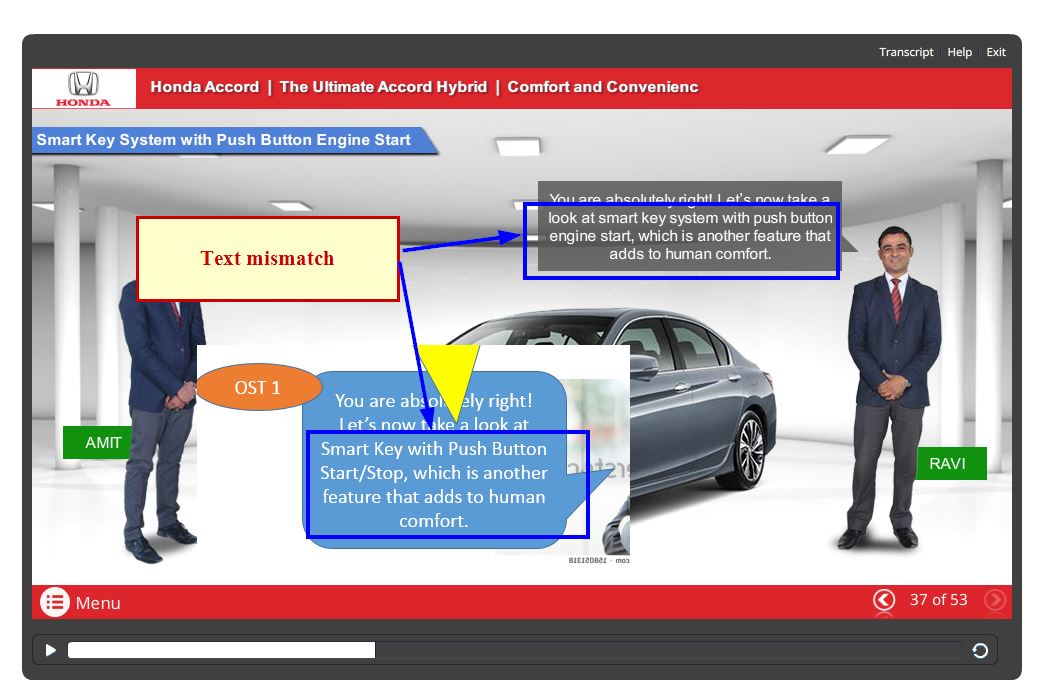 Transcript Help Exit
HONDA
Honda Accord | The Ultimate Accord Hybrid | Comfort and Convenienc
Smart Key System with Push Button Engine Start
You are absolutely right! Let's now take a
look at smart key system with push button
engine start, which is another feature that
adds to human comfort.
Text mismatch
OST 1
You are absolutely right!
Let's now take a look at
Smart Key with Push Button
Start/Stop, which is another
feature that adds to human
comfort.
AMIT
RAVI
com · 158051318
Menu
37 of 53